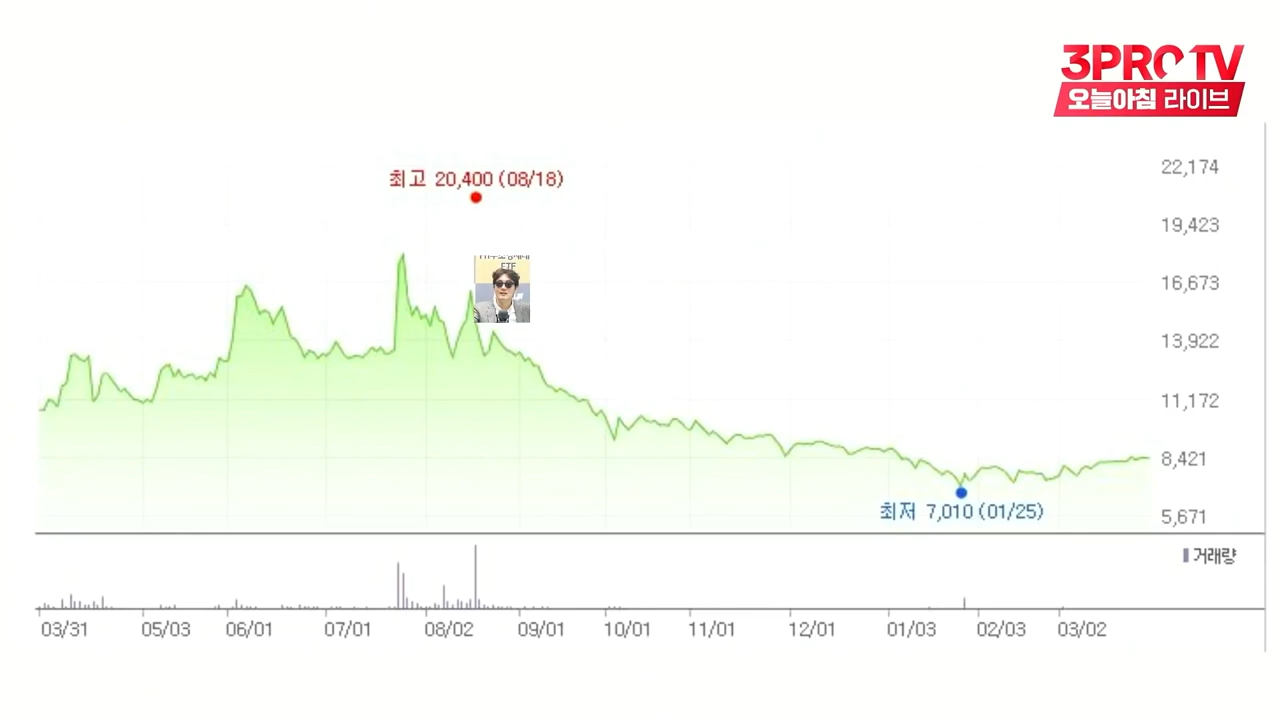 3PROTV
오늘아침 라이브
최고 20,400 (08/18)
ETF
22,174
19,423
16,673
13,922
11,172
8,421
5,671
최저 7,010 (01/25)
거래량
03/31 05/03 06/01 07/01 08/02 09/01 10/01 11/01 12/01 01/03 02/03 03/02